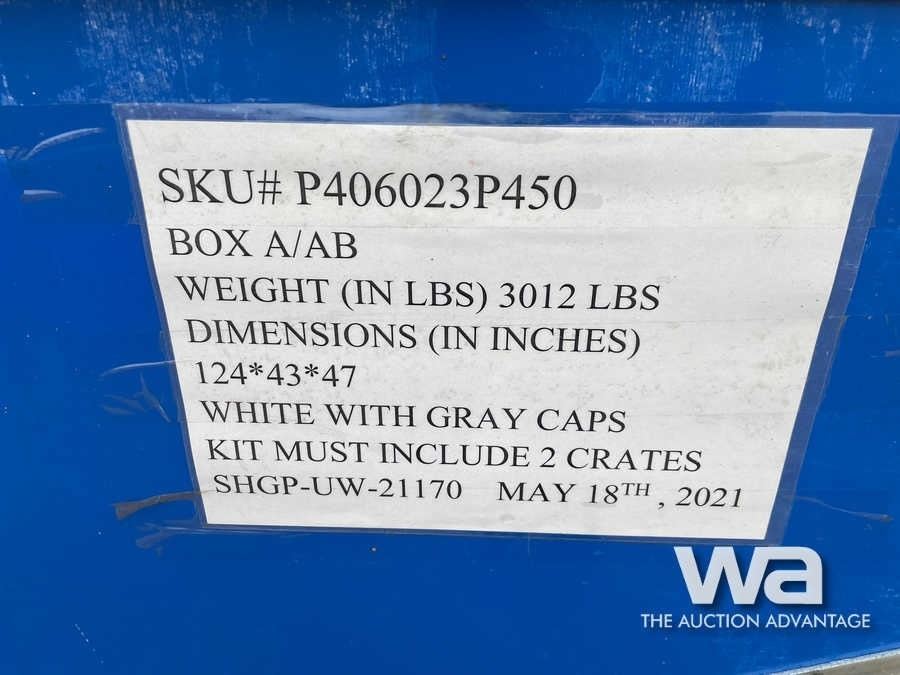 SKU# P406023P450
BOX A/AB
WEIGHT (IN LBS) 3012 LBS
DIMENSIONS (IN INCHES)
124*43*47
WHITE WITH GRAY CAPS
KIT MUST INCLUDE 2 CRATES
SHGP-UW-21170 MAY 18TH , 2021
wa
THE AUCTION ADVANTAGE